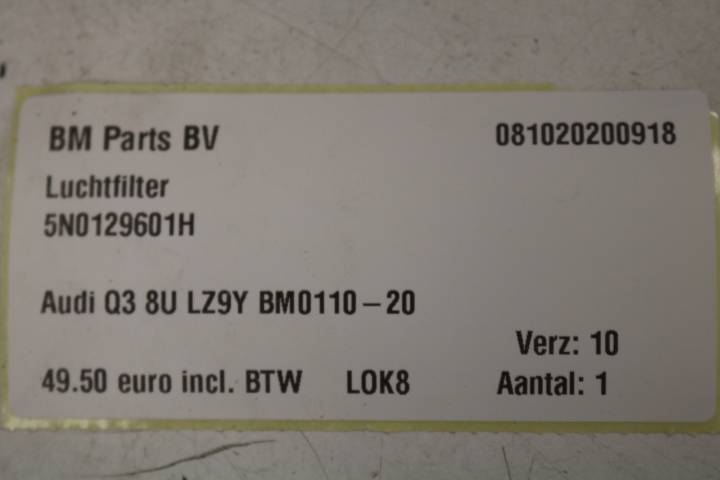 BM Parts BV 081020200918
Luchtfilter
5N0129601H
Audi Q3 8U LZ9Y BM0110-20
Verz: 10
49.50 euro incl. BTW LOK8 Aantal: 1